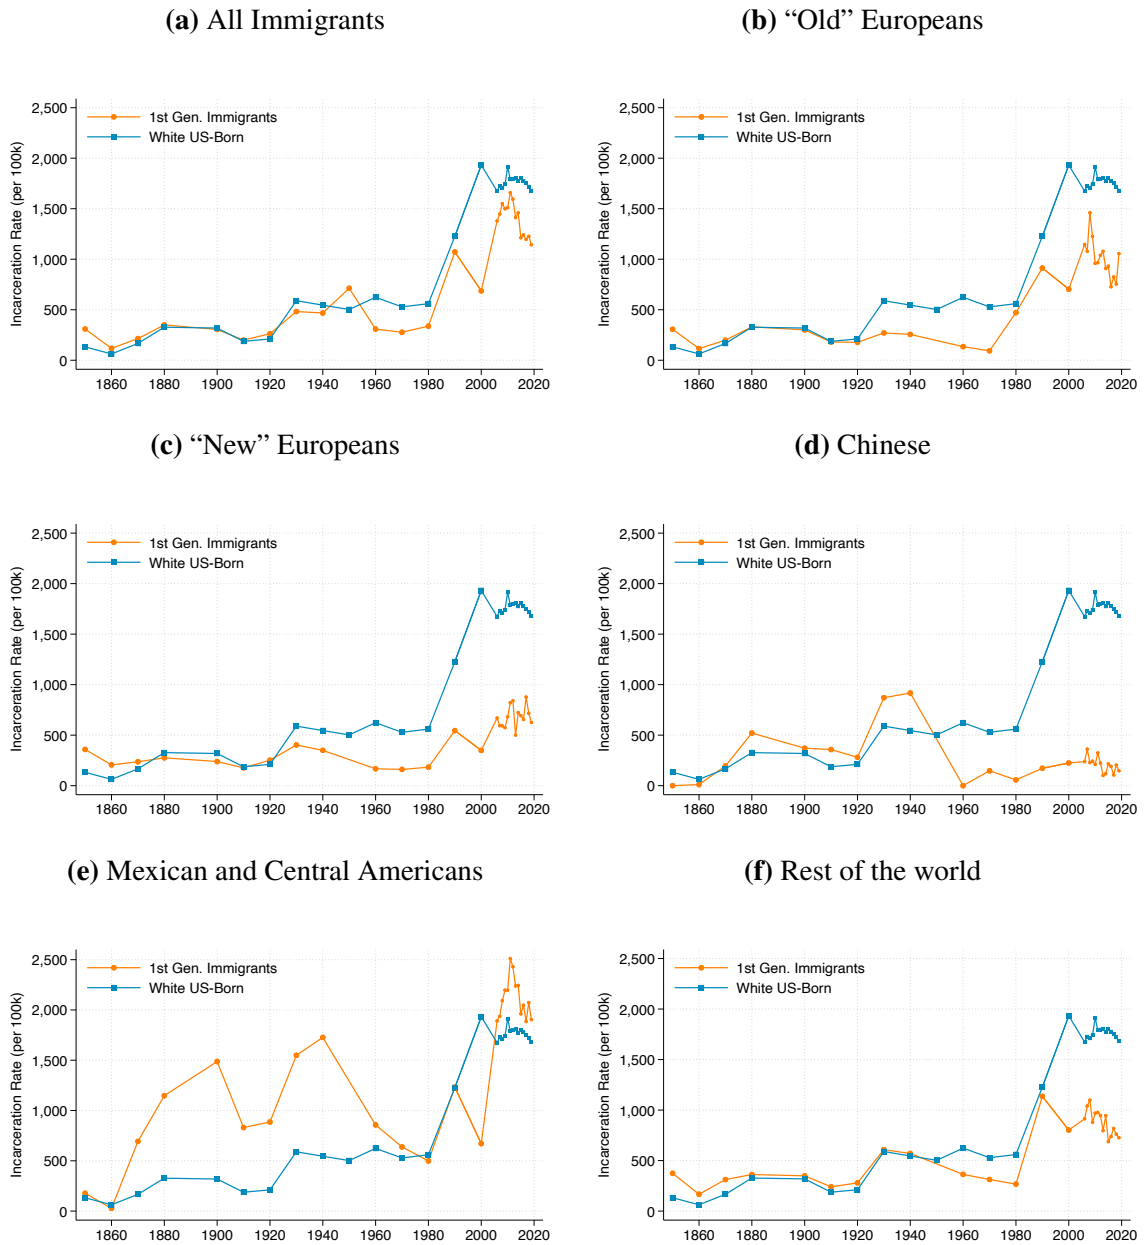 (a) All Immigrants
2,500
2,000
1,500
1,000
500
0
Incarceration Rate (per 100k)
1st Gen. Immigrants
White US-Born
1860 1880 1900 1920 1940 1960 1980 2000 2020
(b) “Old” Europeans
2,500
2,000
1,500
1,000
500
0
Incarceration Rate (per 100k)
1st Gen. Immigrants
White US-Born
1860 1880 1900 1920 1940 1960 1980 2000 2020
(c) “New” Europeans
2,500
2,000
1,500
1,000
500
0
Incarceration Rate (per 100k)
1st Gen. Immigrants
White US-Born
1860 1880 1900 1920 1940 1960 1980 2000 2020
(d) Chinese
2,500
2,000
1,500
1,000
500
0
Incarceration Rate (per 100k)
1st Gen. Immigrants
White US-Born
1860 1880 1900 1920 1940 1960 1980 2000 2020
(e) Mexican and Central Americans
2,500
2,000
1,500
1,000
500
0
Incarceration Rate (per 100k)
1st Gen. Immigrants
White US-Born
1860 1880 1900 1920 1940 1960 1980 2000 2020
(f) Rest of the world
2,500
2,000
1,500
1,000
500
0
Incarceration Rate (per 100k)
1st Gen. Immigrants
White US-Born
1860 1880 1900 1920 1940 1960 1980 2000 2020